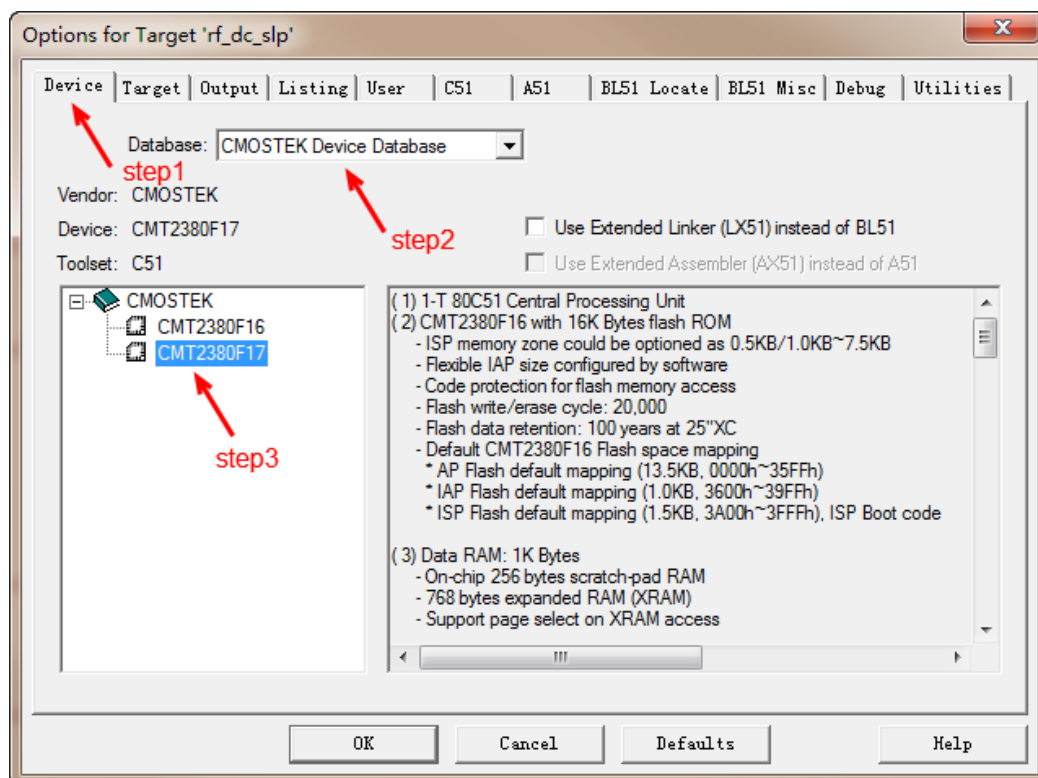 Options for Target 'rf_dc_slp'
Device Target Output Listing User C51 A51 BL51 Locate BL51 Misc Debug Utilities
Database: CMOSTEK Device Database
step1
Vendor: CMOSTEK
Device: CMT2380F17
step2
Use Extended Linker (LX51) instead of BL51
Toolset: C51
Use Extended Assembler (AX51) instead of A51
CMOSTEK
CMT2380F16
CMT2380F17
step3
( 1) 1-T 80C51 Central Processing Unit
( 2) CMT2380F16 with 16K Bytes flash ROM
- ISP memory zone could be optioned as 0.5KB/1.0KB~7.5KB
- Flexible IAP size configured by software
- Code protection for flash memory access
- Flash write/erase cycle: 20,000
- Flash data retention: 100 years at 25"XC
- Default CMT2380F16 Flash space mapping
* AP Flash default mapping (13.5KB, 0000h~35FFh)
* IAP Flash default mapping (1.0KB, 3600h~39FFh)
* ISP Flash default mapping (1.5KB, 3A00h~3FFFh), ISP Boot code
( 3) Data RAM: 1K Bytes
- On-chip 256 bytes scratch-pad RAM
- 768 bytes expanded RAM (XRAM)
- Support page select on XRAM access
OK Cancel Defaults Help